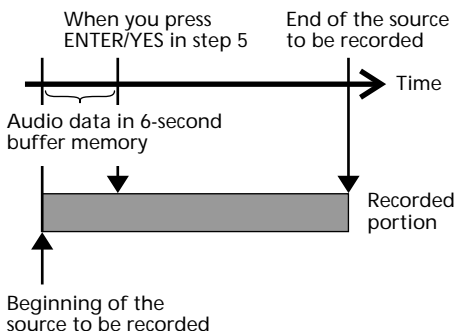 When you press
ENTER/YES in step 5
End of the source
to be recorded
Time
Audio data in 6-second
buffer memory
Recorded
portion
Beginning of the
source to be recorded